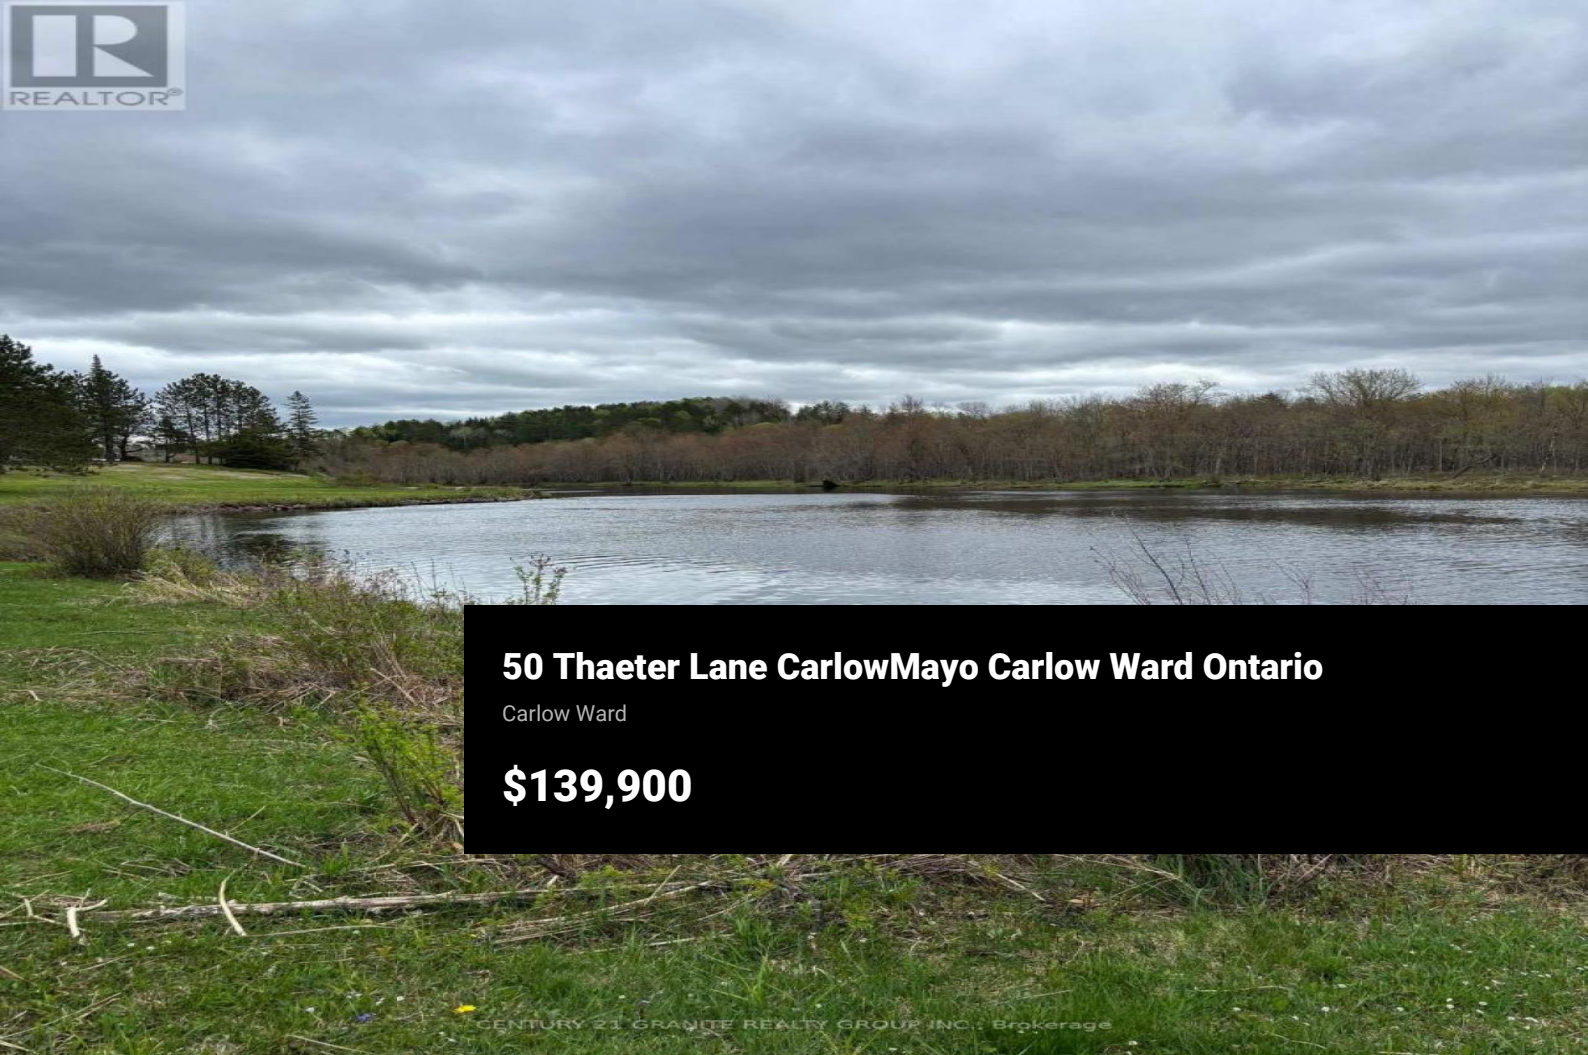 REALTOR®
50 Thaeter Lane CarlowMayo Carlow Ward Ontario
Carlow Ward
$139,900
CENTURY 21 GRANITE REALTY GROUP INC., Brokerage